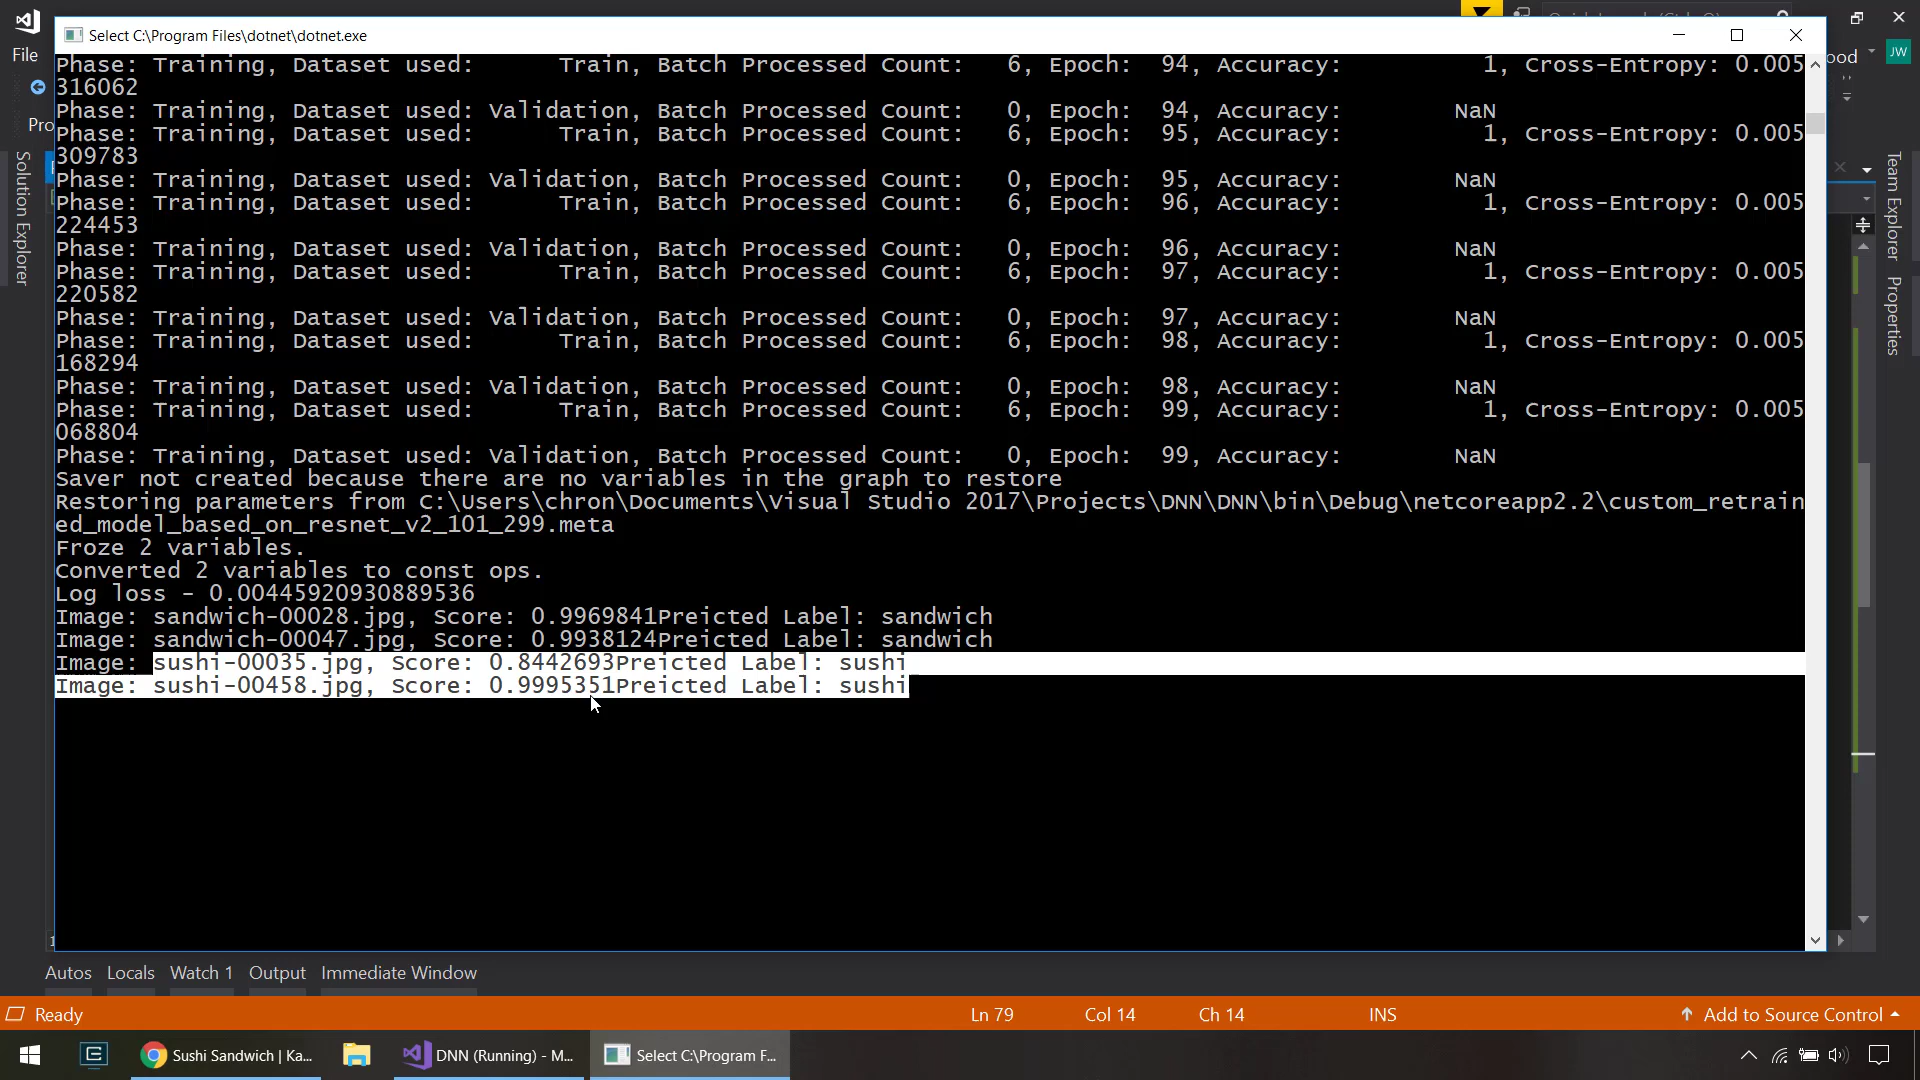 Select C:\Program Files\dotnet\dotnet.exe
File
ood
JW
Pro
Solution Explorer
Team Explorer
Properties
Phase: Training, Dataset used:      Train, Batch Processed Count:   6, Epoch:  94, Accuracy:          1, Cross-Entropy: 0.005
316062
Phase: Training, Dataset used: Validation, Batch Processed Count:   0, Epoch:  94, Accuracy:        NaN
Phase: Training, Dataset used:      Train, Batch Processed Count:   6, Epoch:  95, Accuracy:          1, Cross-Entropy: 0.005
309783
Phase: Training, Dataset used: Validation, Batch Processed Count:   0, Epoch:  95, Accuracy:        NaN
Phase: Training, Dataset used:      Train, Batch Processed Count:   6, Epoch:  96, Accuracy:          1, Cross-Entropy: 0.005
224453
Phase: Training, Dataset used: Validation, Batch Processed Count:   0, Epoch:  96, Accuracy:        NaN
Phase: Training, Dataset used:      Train, Batch Processed Count:   6, Epoch:  97, Accuracy:          1, Cross-Entropy: 0.005
220582
Phase: Training, Dataset used: Validation, Batch Processed Count:   0, Epoch:  97, Accuracy:        NaN
Phase: Training, Dataset used:      Train, Batch Processed Count:   6, Epoch:  98, Accuracy:          1, Cross-Entropy: 0.005
168294
Phase: Training, Dataset used: Validation, Batch Processed Count:   0, Epoch:  98, Accuracy:        NaN
Phase: Training, Dataset used:      Train, Batch Processed Count:   6, Epoch:  99, Accuracy:          1, Cross-Entropy: 0.005
068804
Phase: Training, Dataset used: Validation, Batch Processed Count:   0, Epoch:  99, Accuracy:        NaN
Saver not created because there are no variables in the graph to restore
Restoring parameters from C:\Users\chron\Documents\Visual Studio 2017\Projects\DNN\DNN\bin\Debug\netcoreapp2.2\custom_retrain
ed_model_based_on_resnet_v2_101_299.meta
Froze 2 variables.
Converted 2 variables to const ops.
Log loss - 0.00445920930889536
Image: sandwich-00028.jpg, Score: 0.9969841Preicted Label: sandwich
Image: sandwich-00047.jpg, Score: 0.9938124Preicted Label: sandwich
Image: sushi-00035.jpg, Score: 0.8442693Preicted Label: sushi
Image: sushi-00458.jpg, Score: 0.9995351Preicted Label: sushi
Autos Locals Watch 1 Output Immediate Window
Ready Ln 79 Col 14 Ch 14 INS Add to Source Control
Sushi Sandwich | Ka... DNN (Running) - M... Select C:\Program F...